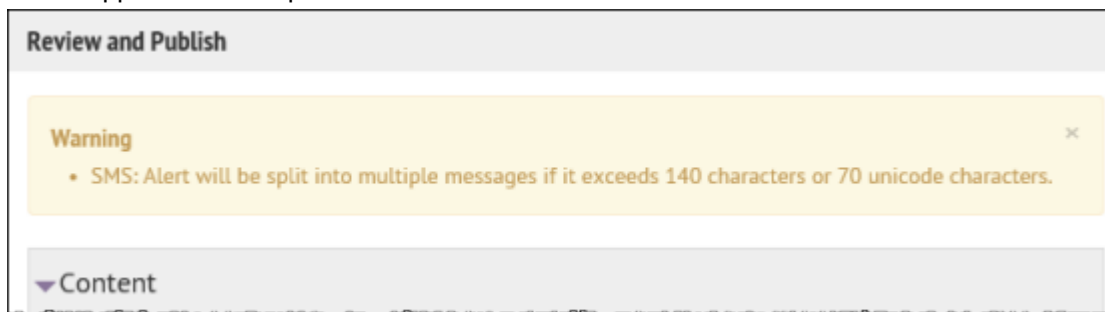 Review and Publish
Warning
×
• SMS: Alert will be split into multiple messages if it exceeds 140 characters or 70 unicode characters.
Content